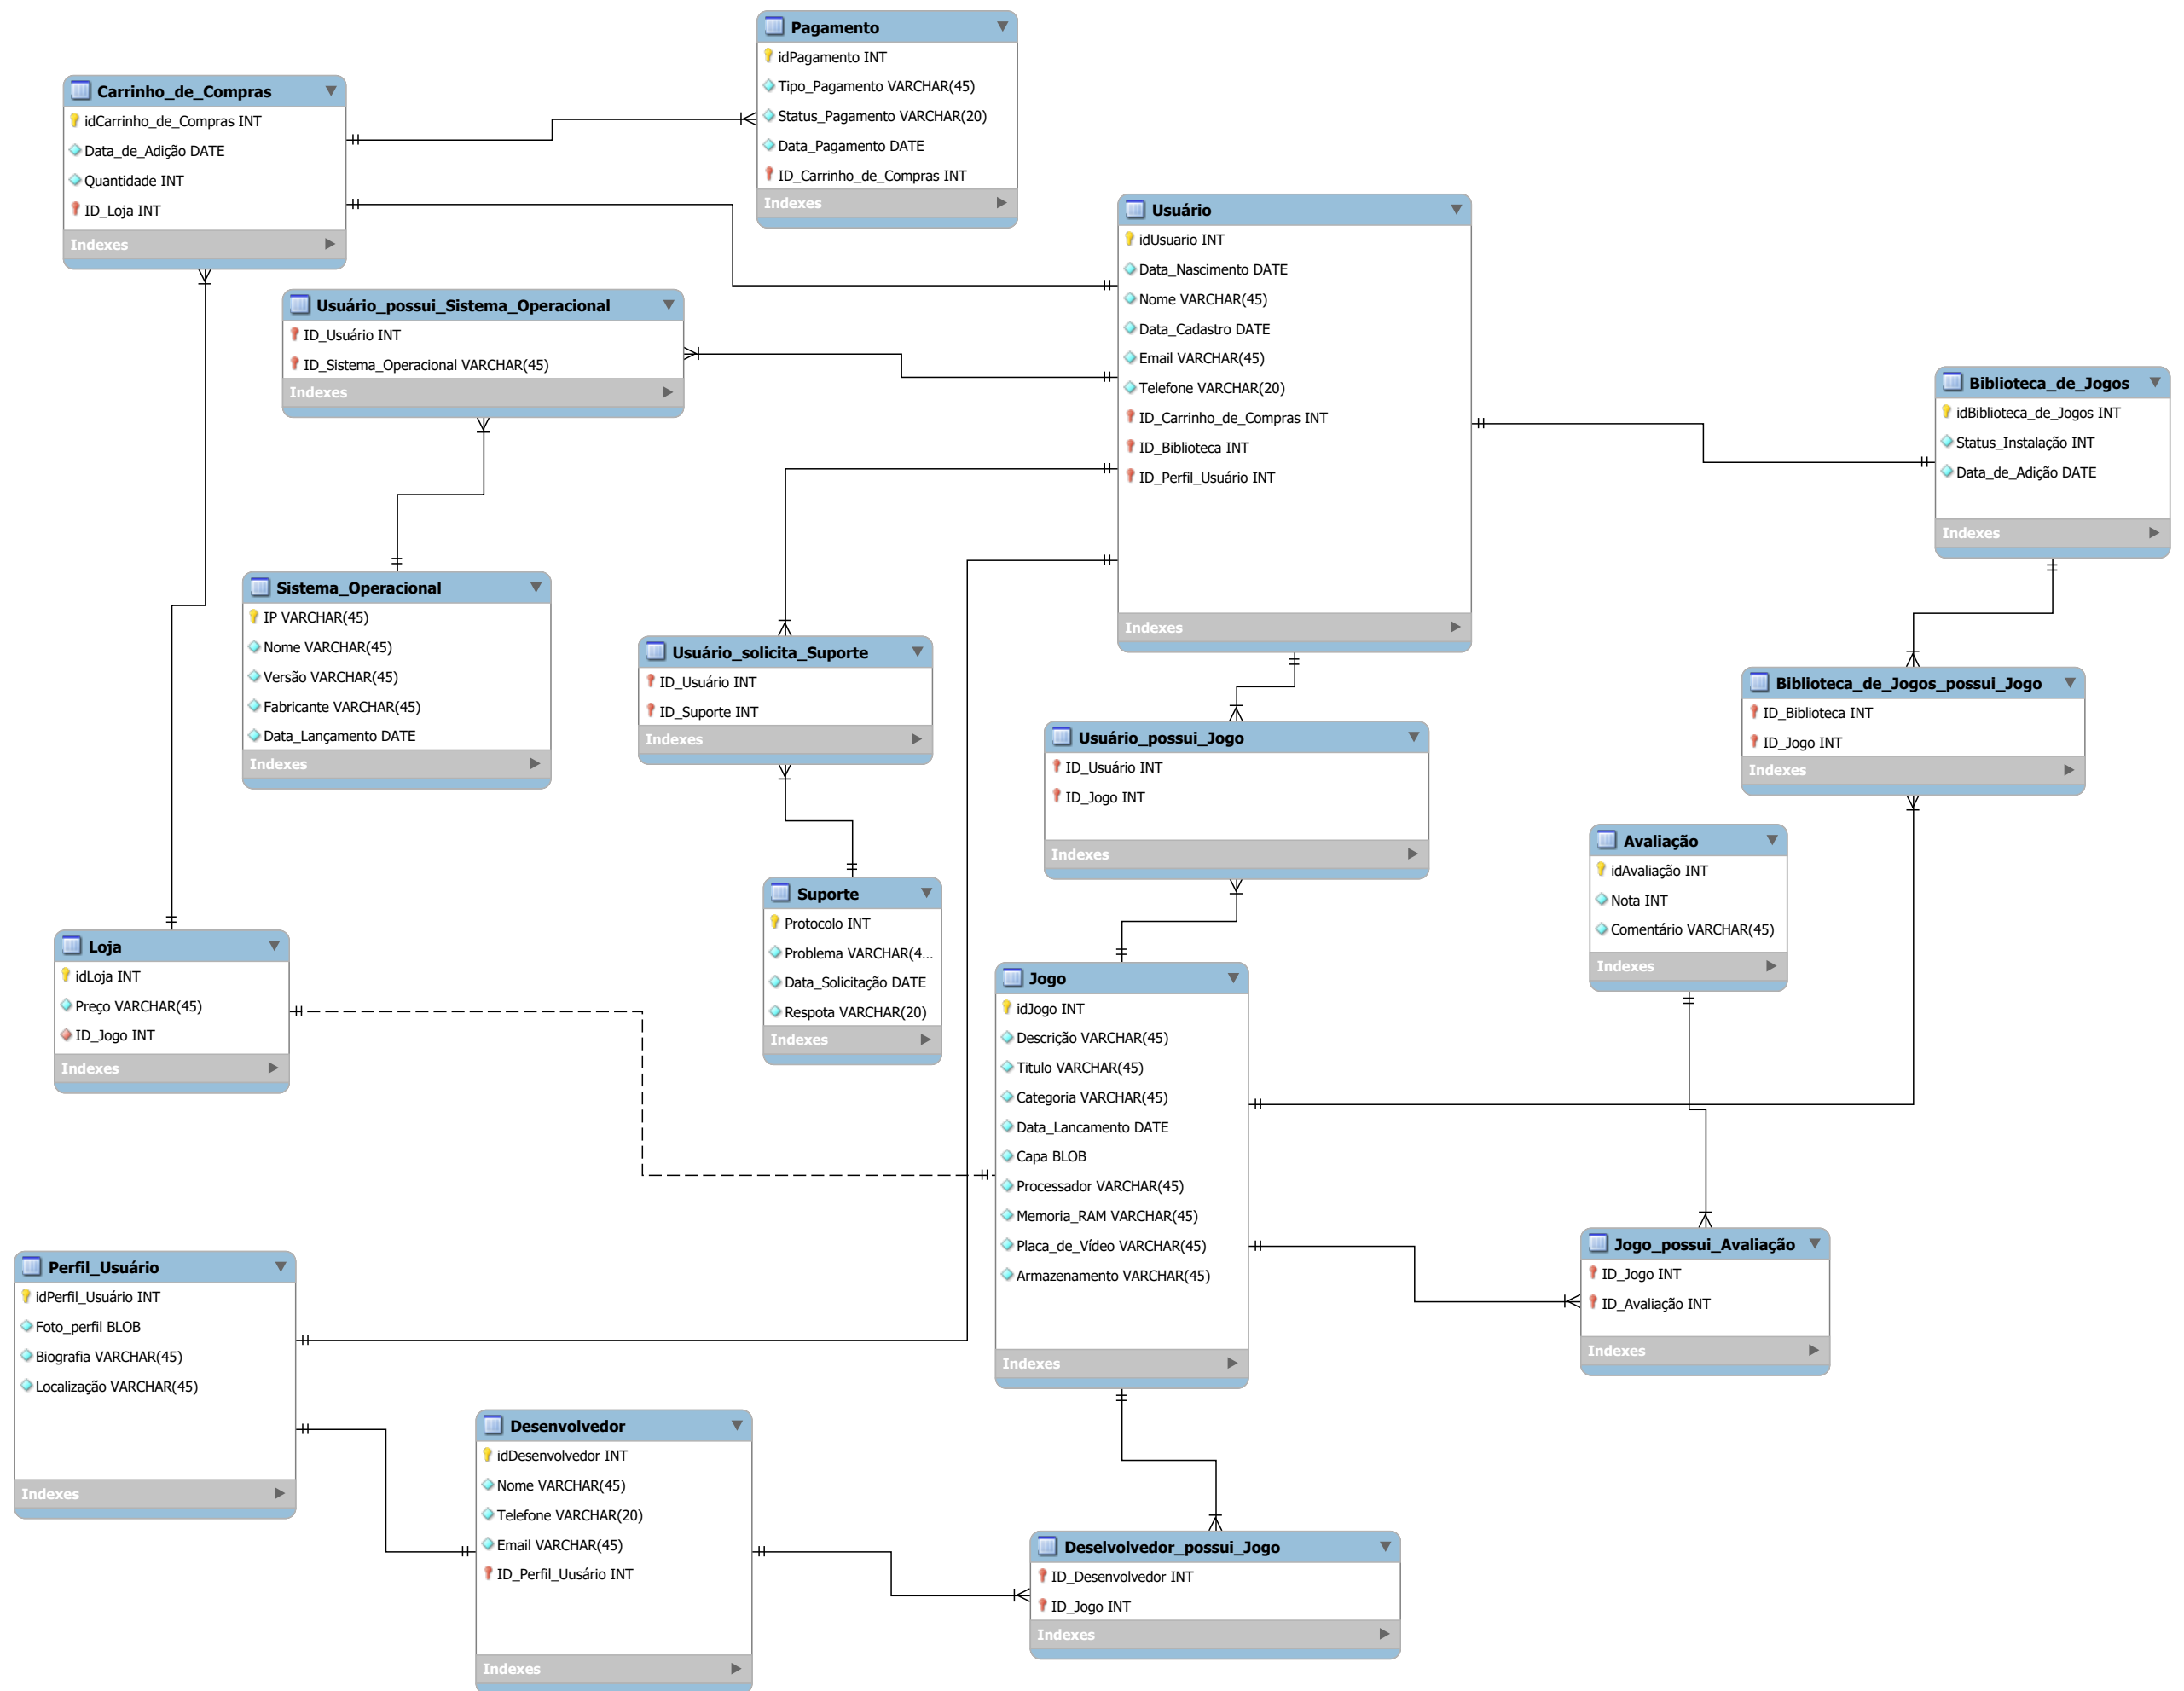 Pagamento
idPagamento INT
Tipo_Pagamento VARCHAR(45)
Status_Pagamento VARCHAR(20)
Data_Pagamento DATE
ID_Carrinho_de_Compras INT
Indexes
Carrinho_de_Compras
idCarrinho_de_Compras INT
Data_de_Adição DATE
Quantidade INT
ID_Loja INT
Indexes
Usuário
idUsuario INT
Data_Nascimento DATE
Nome VARCHAR(45)
Data_Cadastro DATE
Email VARCHAR(45)
Telefone VARCHAR(20)
ID_Carrinho_de_Compras INT
ID_Biblioteca INT
ID_Perfil_Usuário INT
Indexes
Usuário_possui_Sistema_Operacional
ID_Usuário INT
ID_Sistema_Operacional VARCHAR(45)
Indexes
Biblioteca_de_Jogos
idBiblioteca_de_Jogos INT
Status_Instalação INT
Data_de_Adição DATE
Indexes
Sistema_Operacional
IP VARCHAR(45)
Nome VARCHAR(45)
Versão VARCHAR(45)
Fabricante VARCHAR(45)
Data_Lançamento DATE
Indexes
Usuário_solicita_Suporte
ID_Usuário INT
ID_Suporte INT
Indexes
Biblioteca_de_Jogos_possui_Jogo
ID_Biblioteca INT
ID_Jogo INT
Indexes
Usuário_possui_Jogo
ID_Usuário INT
ID_Jogo INT
Indexes
Avaliação
idAvaliação INT
Nota INT
Comentário VARCHAR(45)
Indexes
Suporte
Protocolo INT
Problema VARCHAR(4...
Data_Solicitação DATE
Respota VARCHAR(20)
Indexes
Loja
idLoja INT
Preço VARCHAR(45)
ID_Jogo INT
Indexes
Jogo
idJogo INT
Descrição VARCHAR(45)
Titulo VARCHAR(45)
Categoria VARCHAR(45)
Data_Lancamento DATE
Capa BLOB
Processador VARCHAR(45)
Memoria_RAM VARCHAR(45)
Placa_de_Vídeo VARCHAR(45)
Armazenamento VARCHAR(45)
Indexes
Jogo_possui_Avaliação
ID_Jogo INT
ID_Avaliação INT
Indexes
Perfil_Usuário
idPerfil_Usuário INT
Foto_perfil BLOB
Biografia VARCHAR(45)
Localização VARCHAR(45)
Indexes
Desenvolvedor
idDesenvolvedor INT
Nome VARCHAR(45)
Telefone VARCHAR(20)
Email VARCHAR(45)
ID_Perfil_Uusário INT
Indexes
Deselvolvedor_possui_Jogo
ID_Desenvolvedor INT
ID_Jogo INT
Indexes